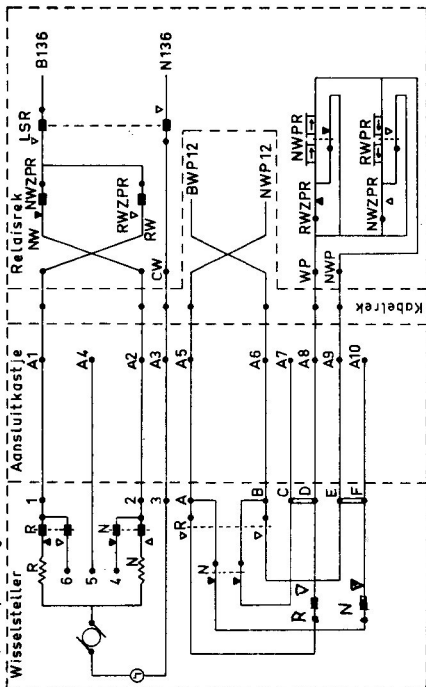 Wisselsteller Aansluitkastje Relaisrek
R 1 A1 NW NWZPR LSR B136
R
6
5 A4
4
N 2 A2 RW RWZPR
N
3 A3 CW N136
A A5 BWP12
R
N
B A6 NWP12
C A7
R D A8 WP RWZPR NWPR
E A9 NWP
N F A10 NWZPR RWPR
Kabelrek